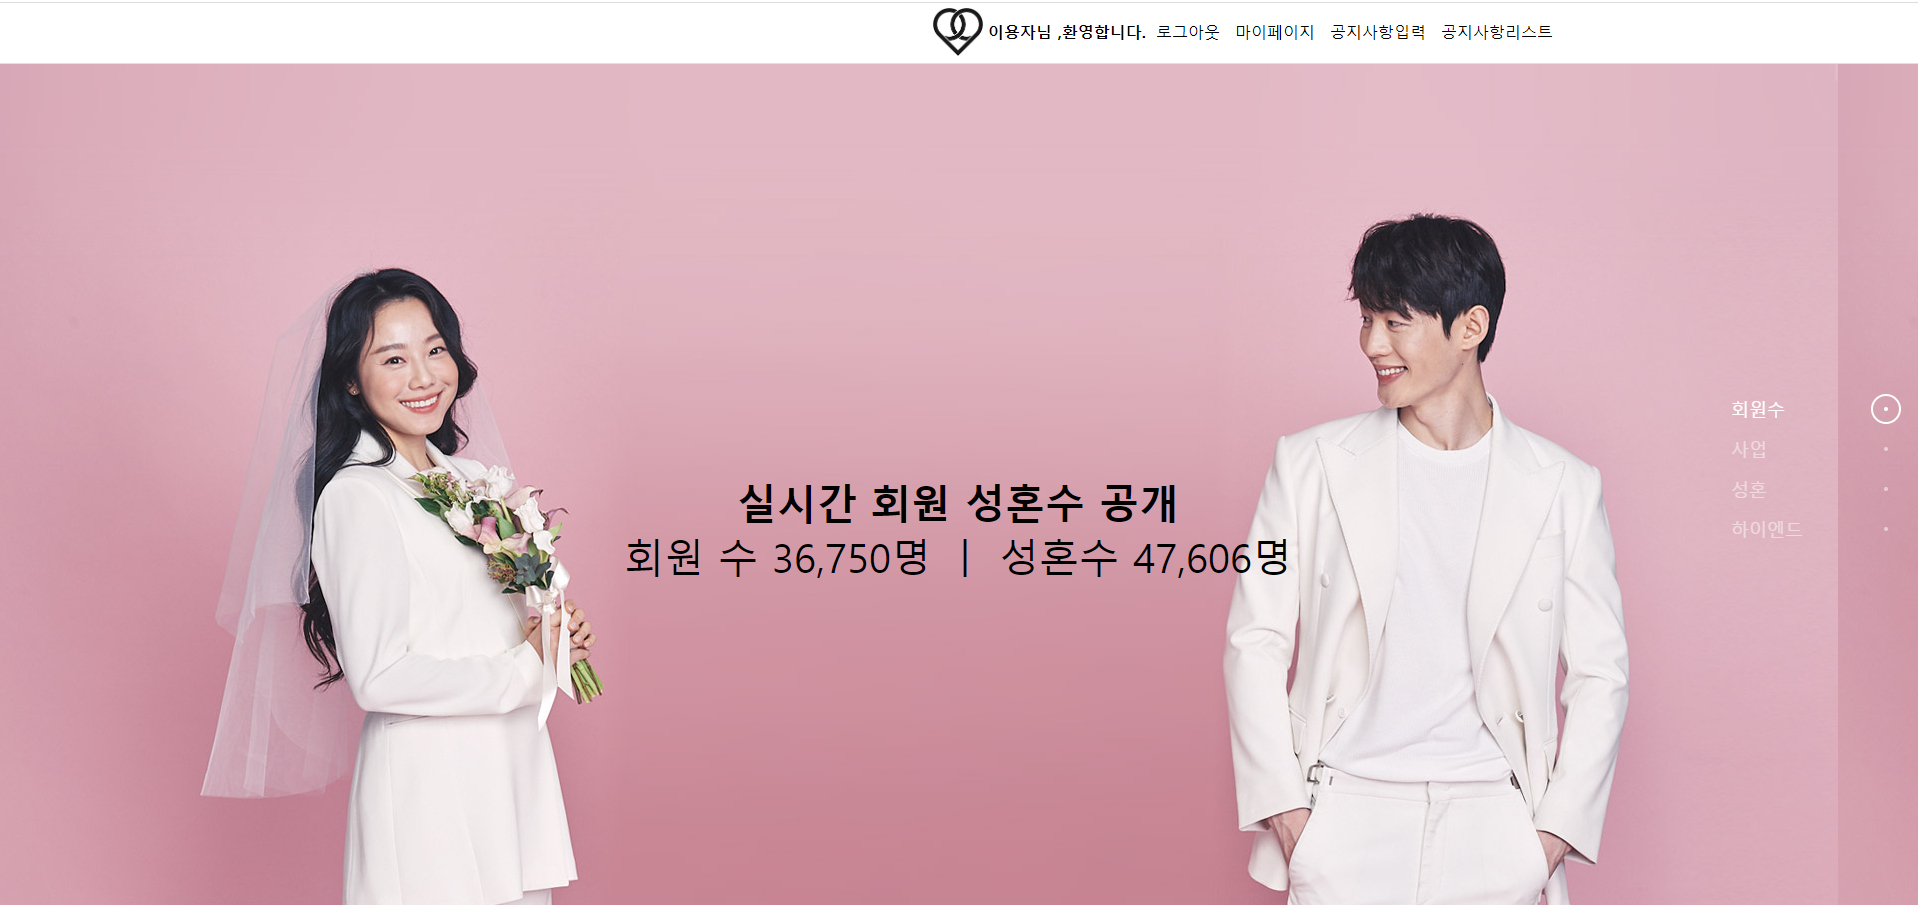 이용자님 ,환영합니다. 로그아웃 마이페이지 공지사항입력 공지사항리스트
실시간 회원 성혼수 공개
회원 수 36,750명 | 성혼수 47,606명
회원수
사업
성혼
하이엔드